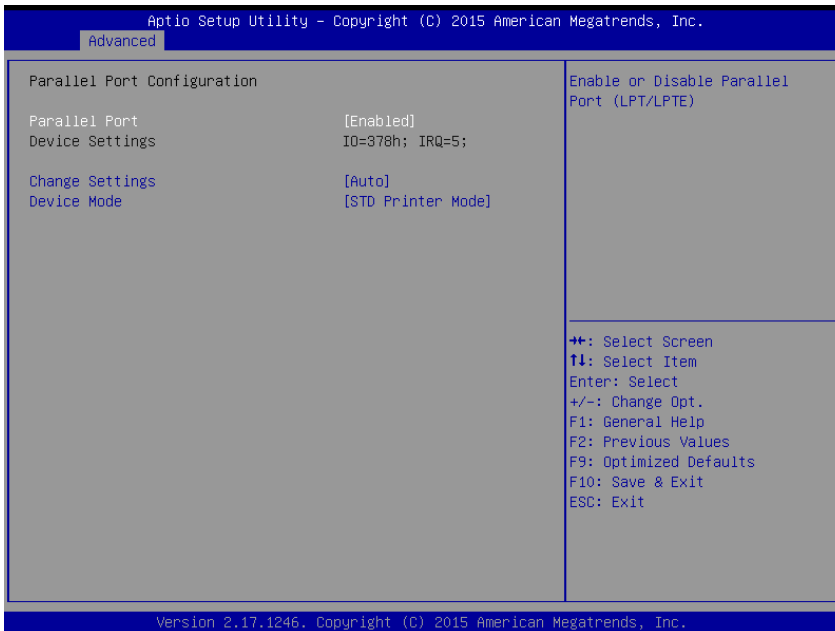 Aptio Setup Utility – Copyright (C) 2015 American Megatrends, Inc.
Advanced
Parallel Port Configuration
Parallel Port [Enabled]
Device Settings IO=378h; IRQ=5;
Change Settings [Auto]
Device Mode [STD Printer Mode]
Enable or Disable Parallel
Port (LPT/LPTE)
→←: Select Screen
↑↓: Select Item
Enter: Select
+/-: Change Opt.
F1: General Help
F2: Previous Values
F9: Optimized Defaults
F10: Save & Exit
ESC: Exit
Version 2.17.1246. Copyright (C) 2015 American Megatrends, Inc.